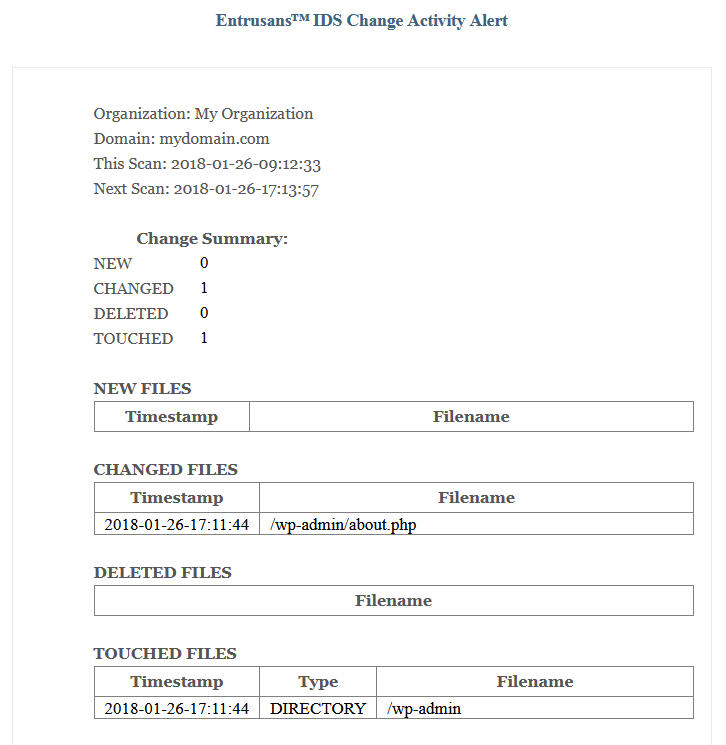 Entrusans™ IDS Change Activity Alert
Organization: My Organization
Domain: mydomain.com
This Scan: 2018-01-26-09:12:33
Next Scan: 2018-01-26-17:13:57
Change Summary:
NEW 0
CHANGED 1
DELETED 0
TOUCHED 1
NEW FILES
Timestamp Filename
CHANGED FILES
Timestamp Filename
2018-01-26-17:11:44 /wp-admin/about.php
DELETED FILES
Filename
TOUCHED FILES
Timestamp Type Filename
2018-01-26-17:11:44 DIRECTORY /wp-admin